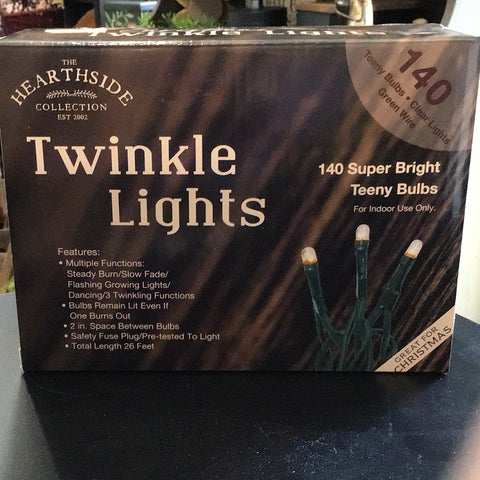 Twinkle Lights
THE
HEARTHSIDE
COLLECTION
EST 2002
140
Teeny Bulbs • Clear Lights
Green Wire
Twinkle
Lights
140 Super Bright
Teeny Bulbs
For Indoor Use Only.
Features:
• Multiple Functions:
Steady Burn/Slow Fade/
Flashing Growing Lights/
Dancing/3 Twinkling Functions
• Bulbs Remain Lit Even If
One Burns Out
• 2 in. Space Between Bulbs
• Safety Fuse Plug/Pre-tested To Light
• Total Length 26 Feet
GREAT FOR
CHRISTMAS